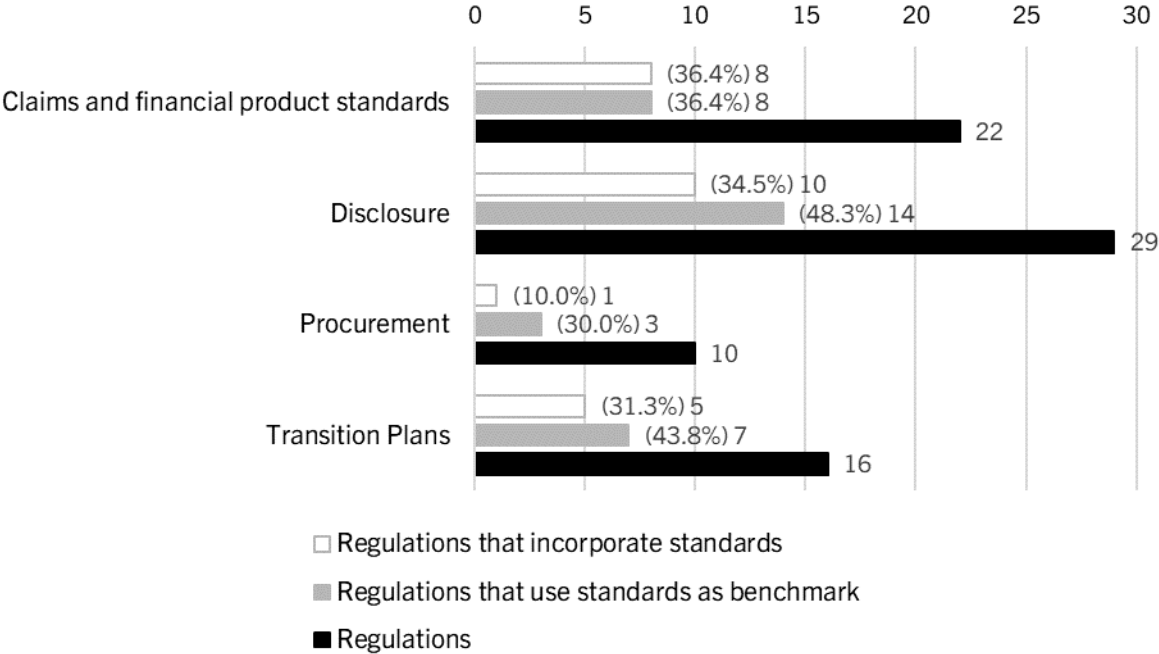 0 5 10 15 20 25 30
(36.4%) 8
Claims and financial product standards (36.4%) 8
22
(34.5%) 10
Disclosure (48.3%) 14
29
(10.0%) 1
Procurement (30.0%) 3
10
(31.3%) 5
Transition Plans (43.8%) 7
16
Regulations that incorporate standards
Regulations that use standards as benchmark
Regulations